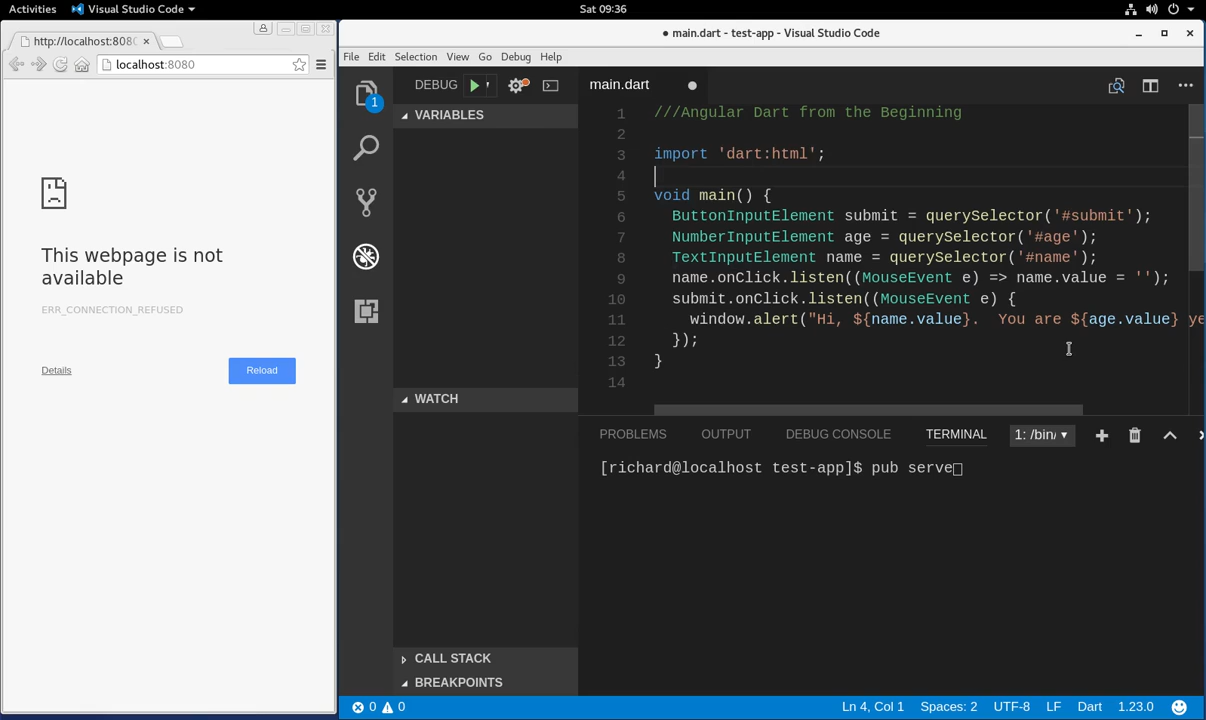 Activities Visual Studio Code Sat 09:36
http://localhost:808
localhost:8080
This webpage is not
available
ERR_CONNECTION_REFUSED
Details Reload
● main.dart - test-app - Visual Studio Code
File Edit Selection View Go Debug Help
1
DEBUG
VARIABLES
WATCH
CALL STACK
BREAKPOINTS
main.dart
1 ///Angular Dart from the Beginning
2
3 import 'dart:html';
4
5 void main() {
6 ButtonInputElement submit = querySelector('#submit');
7 NumberInputElement age = querySelector('#age');
8 TextInputElement name = querySelector('#name');
9 name.onClick.listen((MouseEvent e) => name.value = '');
10 submit.onClick.listen((MouseEvent e) {
11 window.alert("Hi, ${name.value}.  You are ${age.value} ye
12 });
13 }
14
PROBLEMS OUTPUT DEBUG CONSOLE TERMINAL 1: /bin/
[richard@localhost test-app]$ pub serve
0 0 Ln 4, Col 1 Spaces: 2 UTF-8 LF Dart 1.23.0